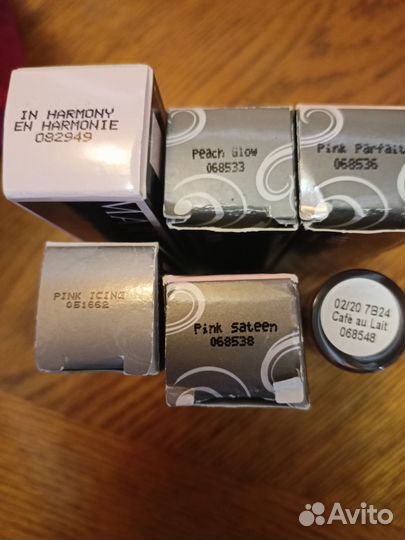 IN HARMONY
EN HARMONIE
082949
Peach Glow
068533
Pink Parfait
068536
PINK ICING
051662
Pink Sateen
068538
02/20 7B24
Café au Lait
068548
Avito